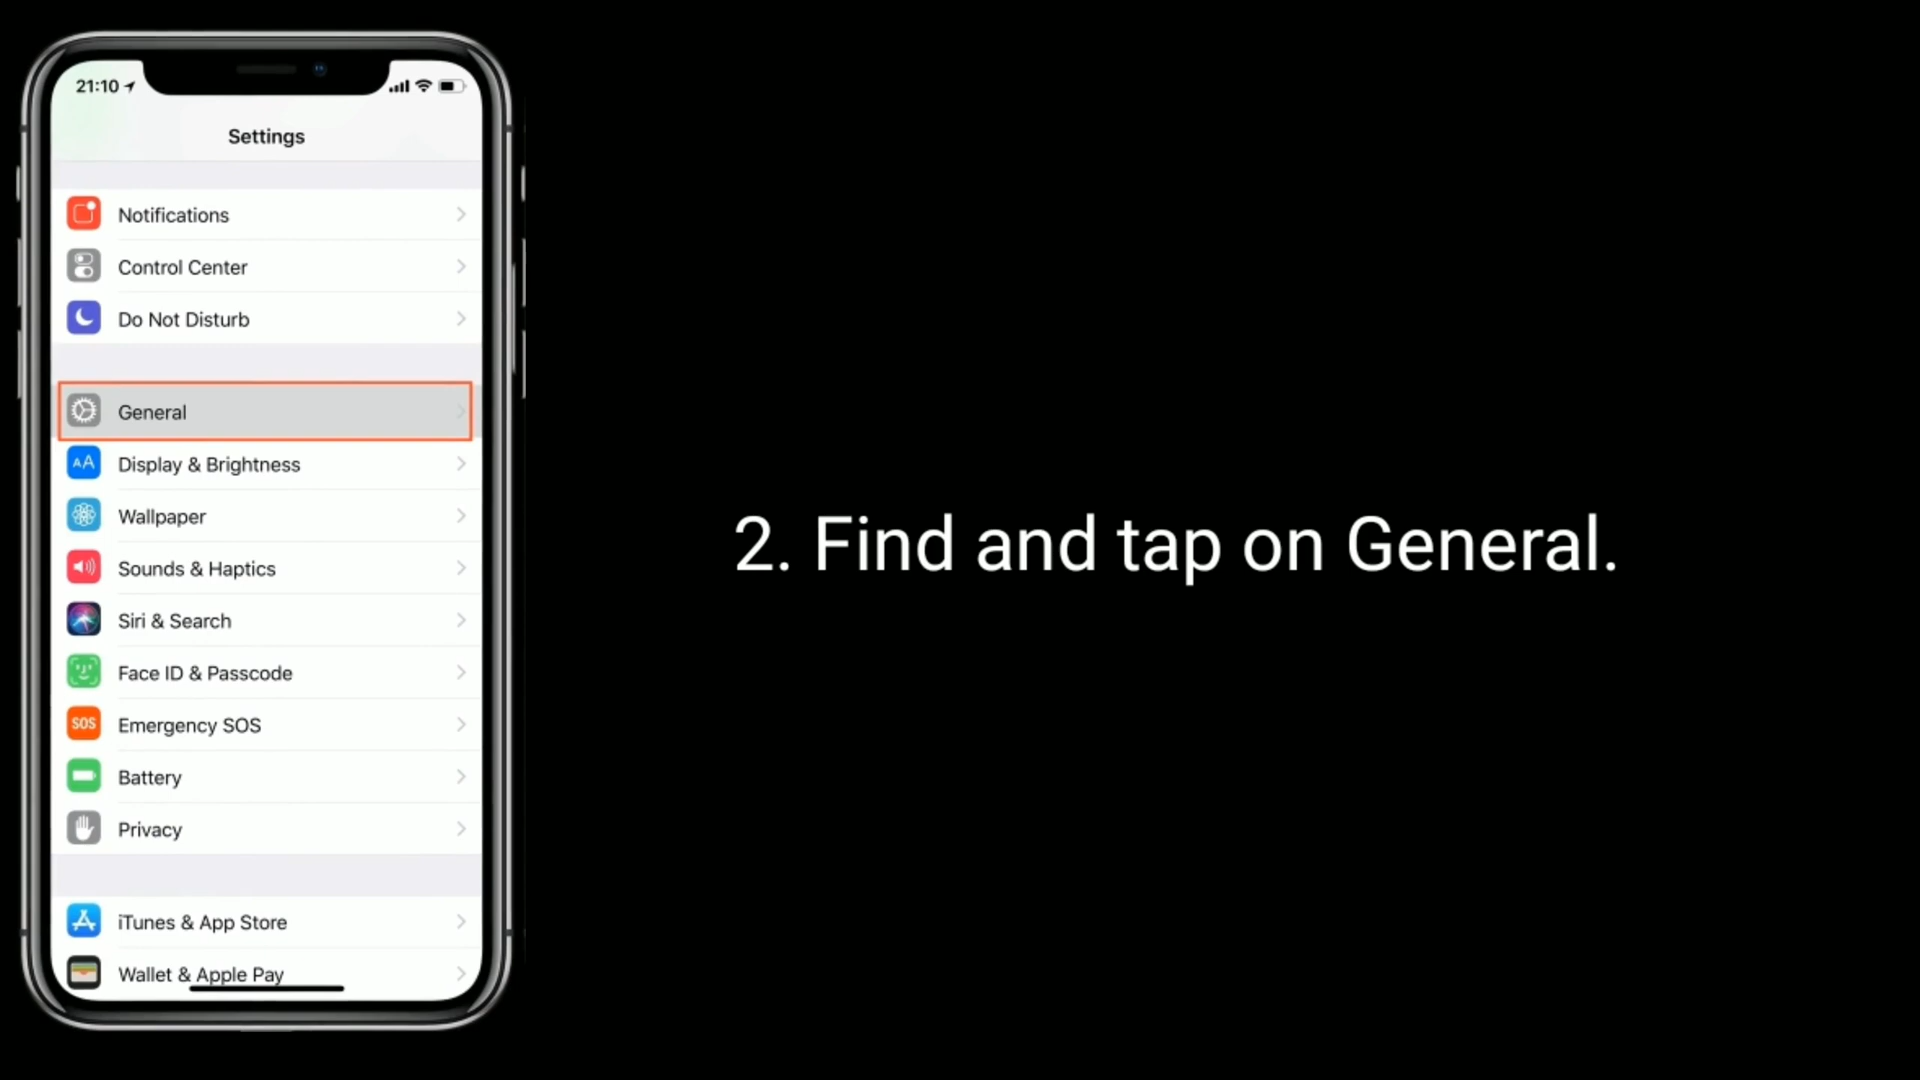 21:10
Settings
Notifications
Control Center
Do Not Disturb
General
AA Display & Brightness
Wallpaper
Sounds & Haptics
Siri & Search
Face ID & Passcode
SOS Emergency SOS
Battery
Privacy
iTunes & App Store
Wallet & Apple Pay
2. Find and tap on General.